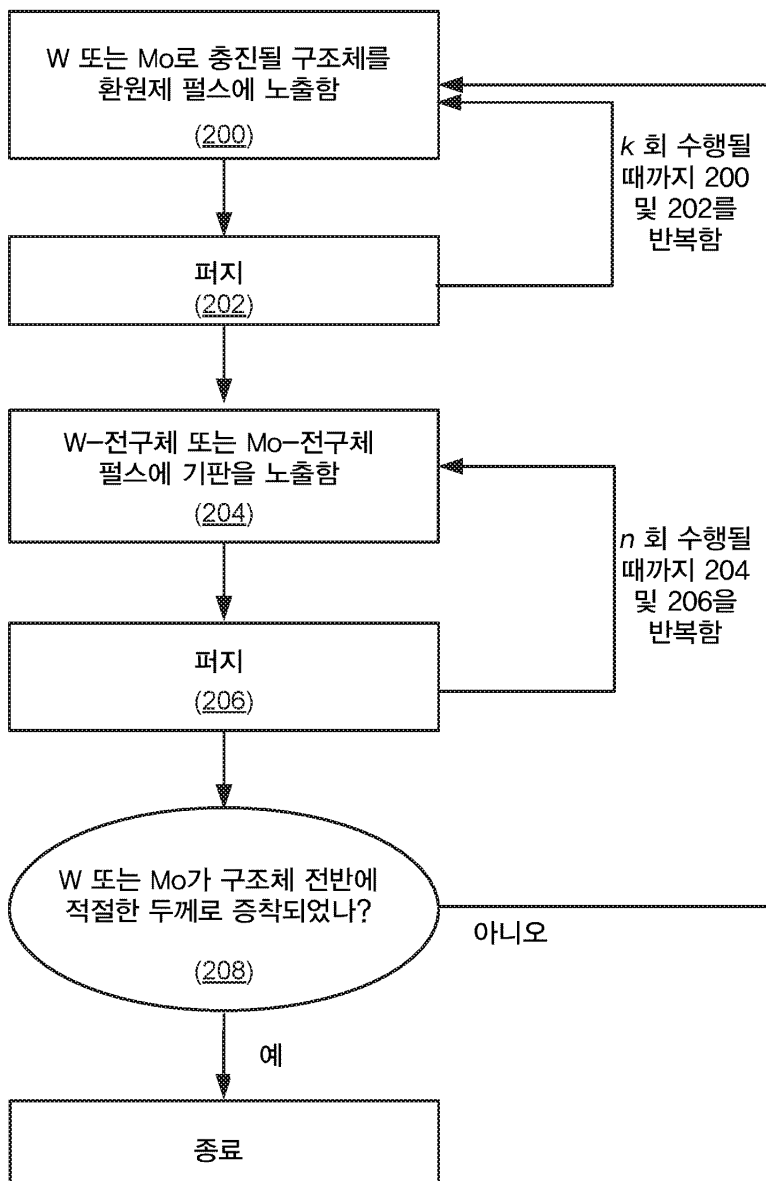 W 또는 Mo로 충진될 구조체를
환원제 펄스에 노출함
(200)
k 회 수행될
때까지 200
및 202를
반복함
퍼지
(202)
W-전구체 또는 Mo-전구체
펄스에 기판을 노출함
(204)
n 회 수행될
때까지 204
및 206을
반복함
퍼지
(206)
W 또는 Mo가 구조체 전반에
적절한 두께로 증착되었나?
(208)
아니오
예
종료